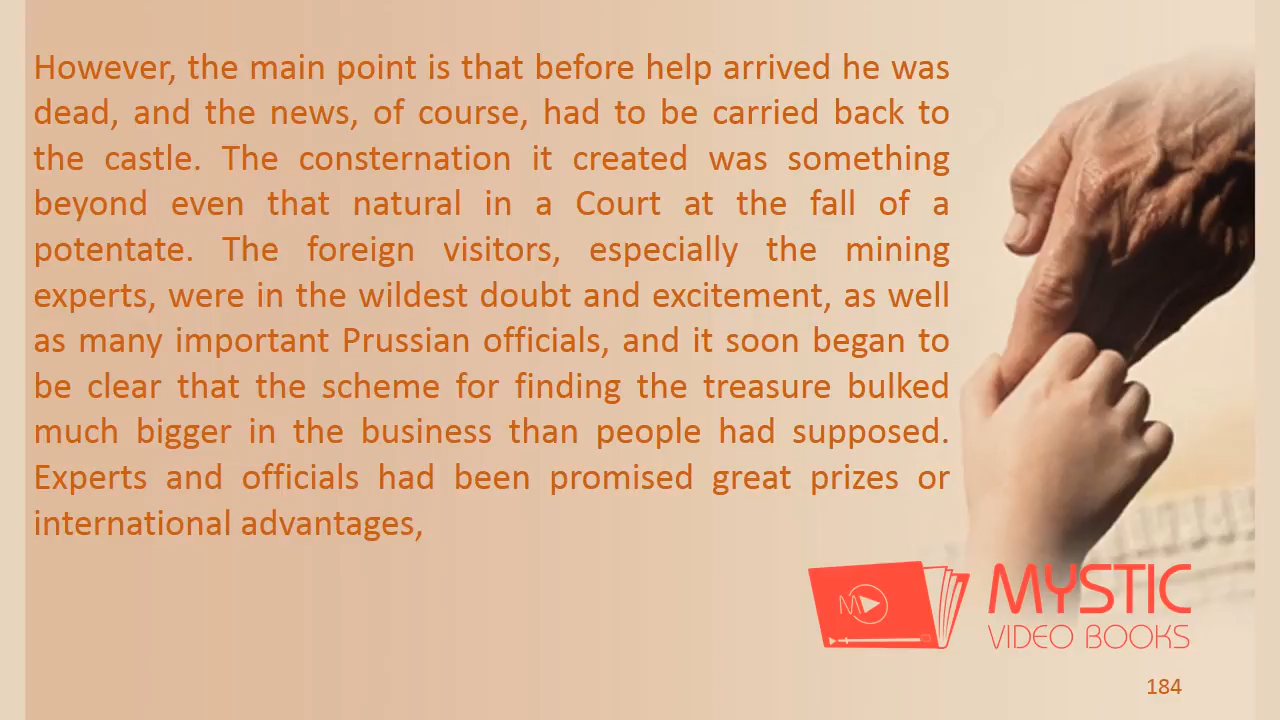 However, the main point is that before help arrived he was
dead, and the news, of course, had to be carried back to
the castle. The consternation it created was something
beyond even that natural in a Court at the fall of a
potentate. The foreign visitors, especially the mining
experts, were in the wildest doubt and excitement, as well
as many important Prussian officials, and it soon began to
be clear that the scheme for finding the treasure bulked
much bigger in the business than people had supposed.
Experts and officials had been promised great prizes or
international advantages,
M
MYSTIC
VIDEO BOOKS
184